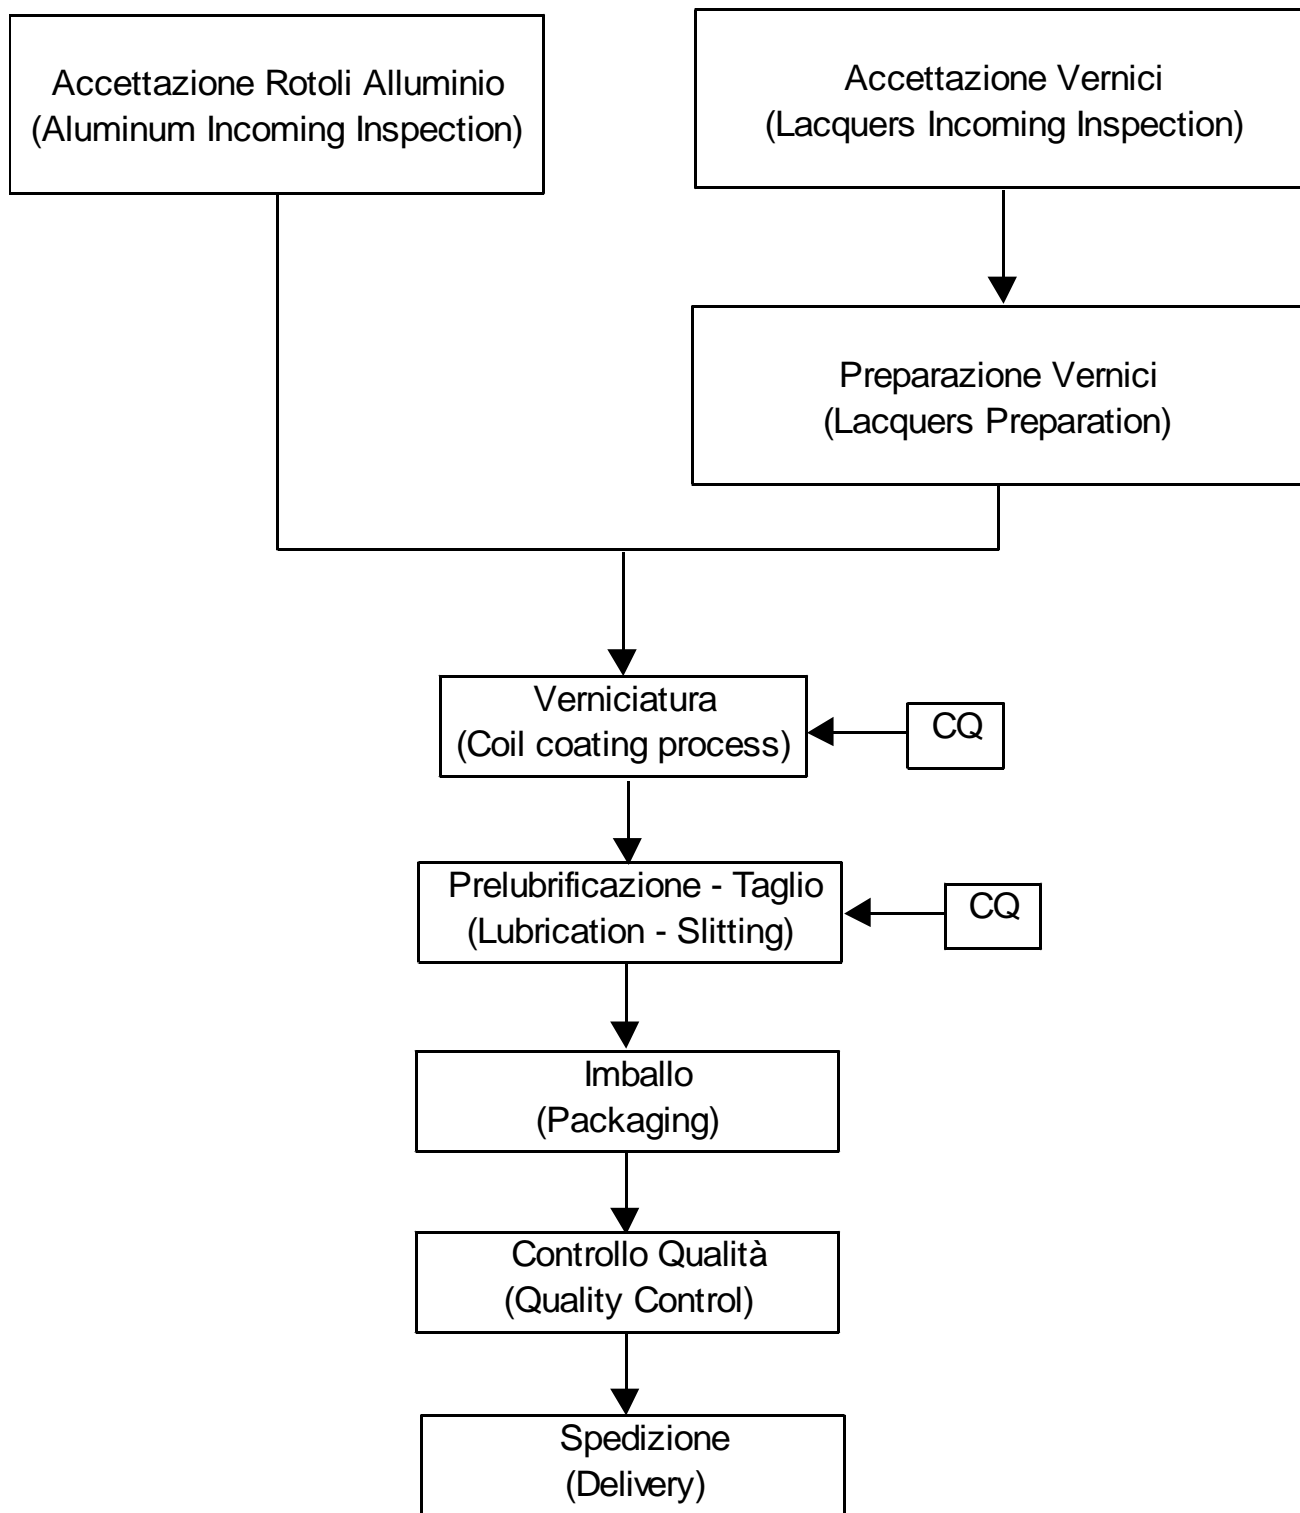 Accettazione Rotoli Alluminio
(Aluminum Incoming Inspection)
Accettazione Vernici
(Lacquers Incoming Inspection)
Preparazione Vernici
(Lacquers Preparation)
Verniciatura
(Coil coating process)
CQ
Prelubrificazione - Taglio
(Lubrication - Slitting)
CQ
Imballo
(Packaging)
Controllo Qualità
(Quality Control)
Spedizione
(Delivery)